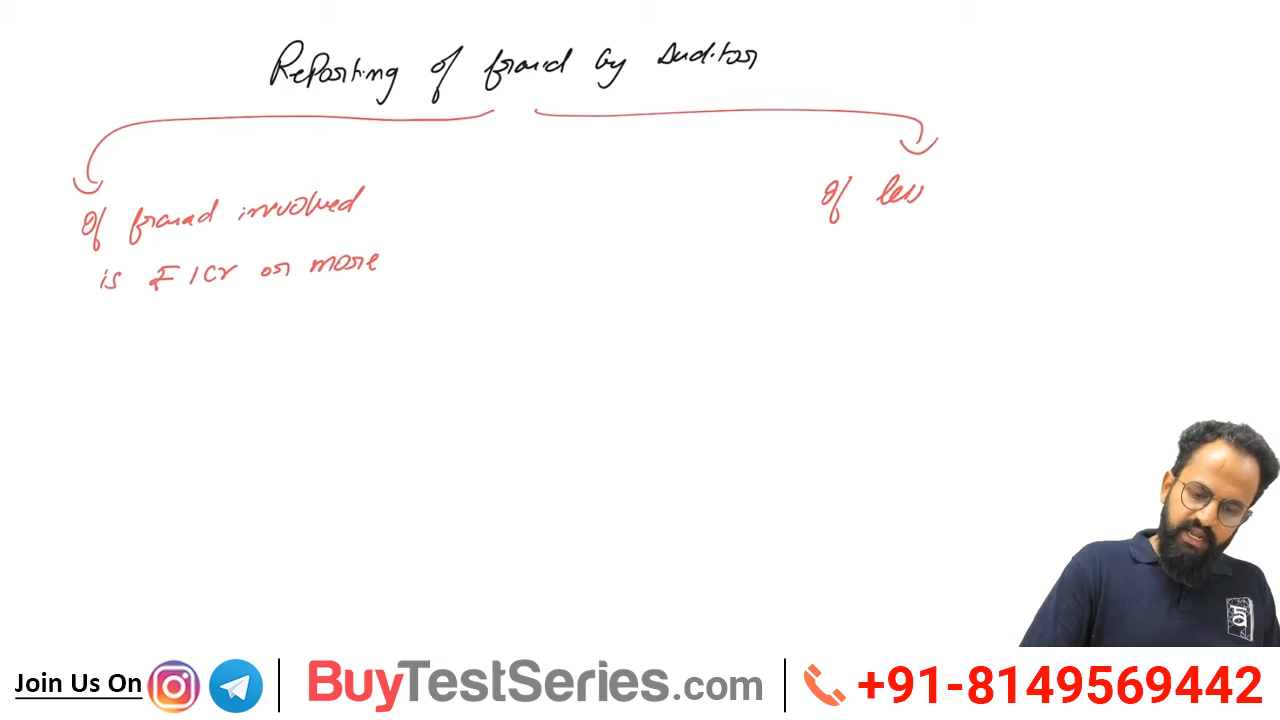 Reporting of fraud by Auditor
If fraud involved
is ₹ 1Cr or more
If less
Join Us On
BuyTestSeries.com
+91-8149569442